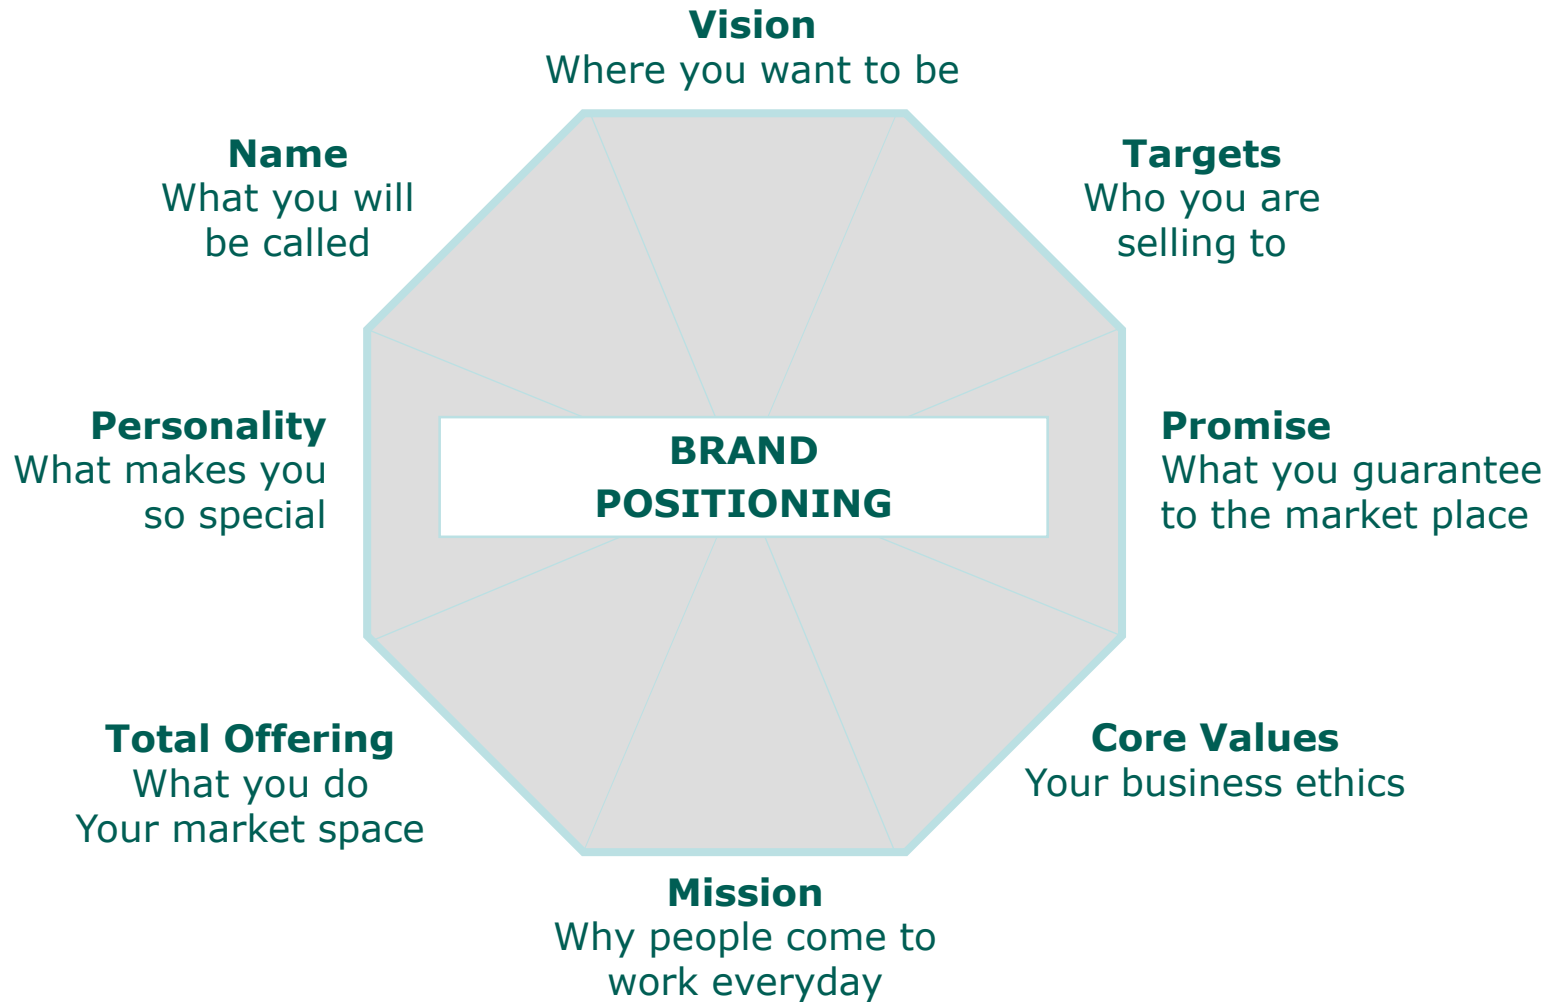 Vision
Where you want to be
Name
What you will
be called
Targets
Who you are
selling to
Personality
What makes you
so special
BRAND
POSITIONING
Promise
What you guarantee
to the market place
Total Offering
What you do
Your market space
Core Values
Your business ethics
Mission
Why people come to
work everyday